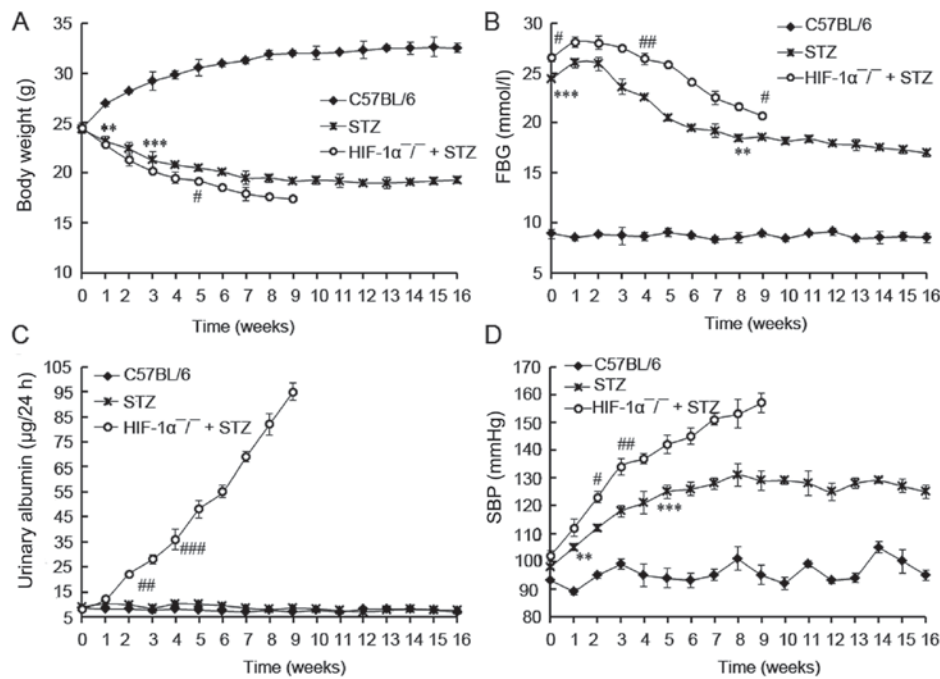 A
35
30
25
20
15
10
Body weight (g)
C57BL/6
STZ
HIF-1α⁻/⁻ + STZ
**
***
#
0 1 2 3 4 5 6 7 8 9 10 11 12 13 14 15 16
Time (weeks)
B
30
25
20
15
10
5
FBG (mmol/l)
C57BL/6
STZ
HIF-1α⁻/⁻ + STZ
#
##
#
***
**
0 1 2 3 4 5 6 7 8 9 10 11 12 13 14 15 16
Time (weeks)
C
105
95
85
75
65
55
45
35
25
15
5
Urinary albumin (µg/24 h)
C57BL/6
STZ
HIF-1α⁻/⁻ + STZ
###
##
0 1 2 3 4 5 6 7 8 9 10 11 12 13 14 15 16
Time (weeks)
D
170
160
150
140
130
120
110
100
90
80
SBP (mmHg)
C57BL/6
STZ
HIF-1α⁻/⁻ + STZ
##
#
***
**
0 1 2 3 4 5 6 7 8 9 10 11 12 13 14 15 16
Time (weeks)